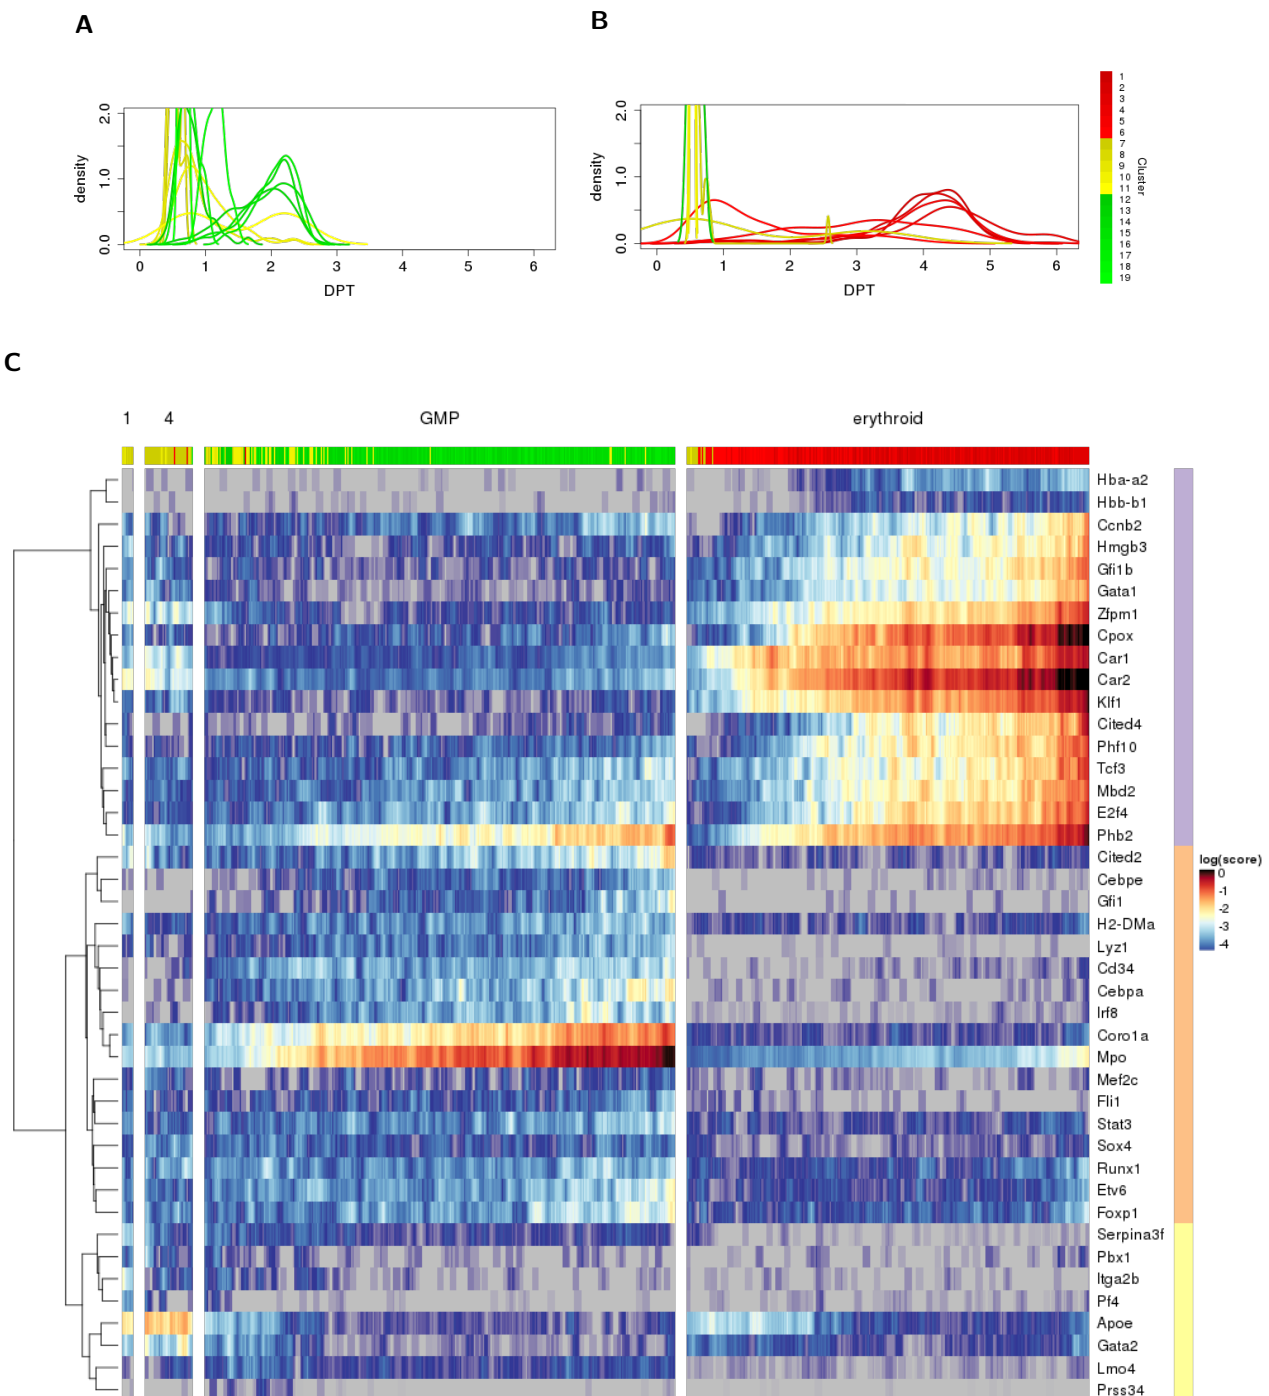 A
B
2.0
1.0
0.0
density
0 1 2 3 4 5 6
DPT
2.0
1.0
0.0
density
0 1 2 3 4 5 6
DPT
1
2
3
4
5
6
7
8
9
10
11
12
13
14
15
16
17
18
19
Cluster
C
1 4 GMP erythroid
Hba-a2
Hbb-b1
Ccnb2
Hmgb3
Gfi1b
Gata1
Zfpm1
Cpox
Car1
Car2
Klf1
Cited4
Phf10
Tcf3
Mbd2
E2f4
Phb2
Cited2
Cebpe
Gfi1
H2-DMa
Lyz1
Cd34
Cebpa
Irf8
Coro1a
Mpo
Mef2c
Fli1
Stat3
Sox4
Runx1
Etv6
Foxp1
Serpina3f
Pbx1
Itga2b
Pf4
Apoe
Gata2
Lmo4
Prss34
log(score)
0
-1
-2
-3
-4